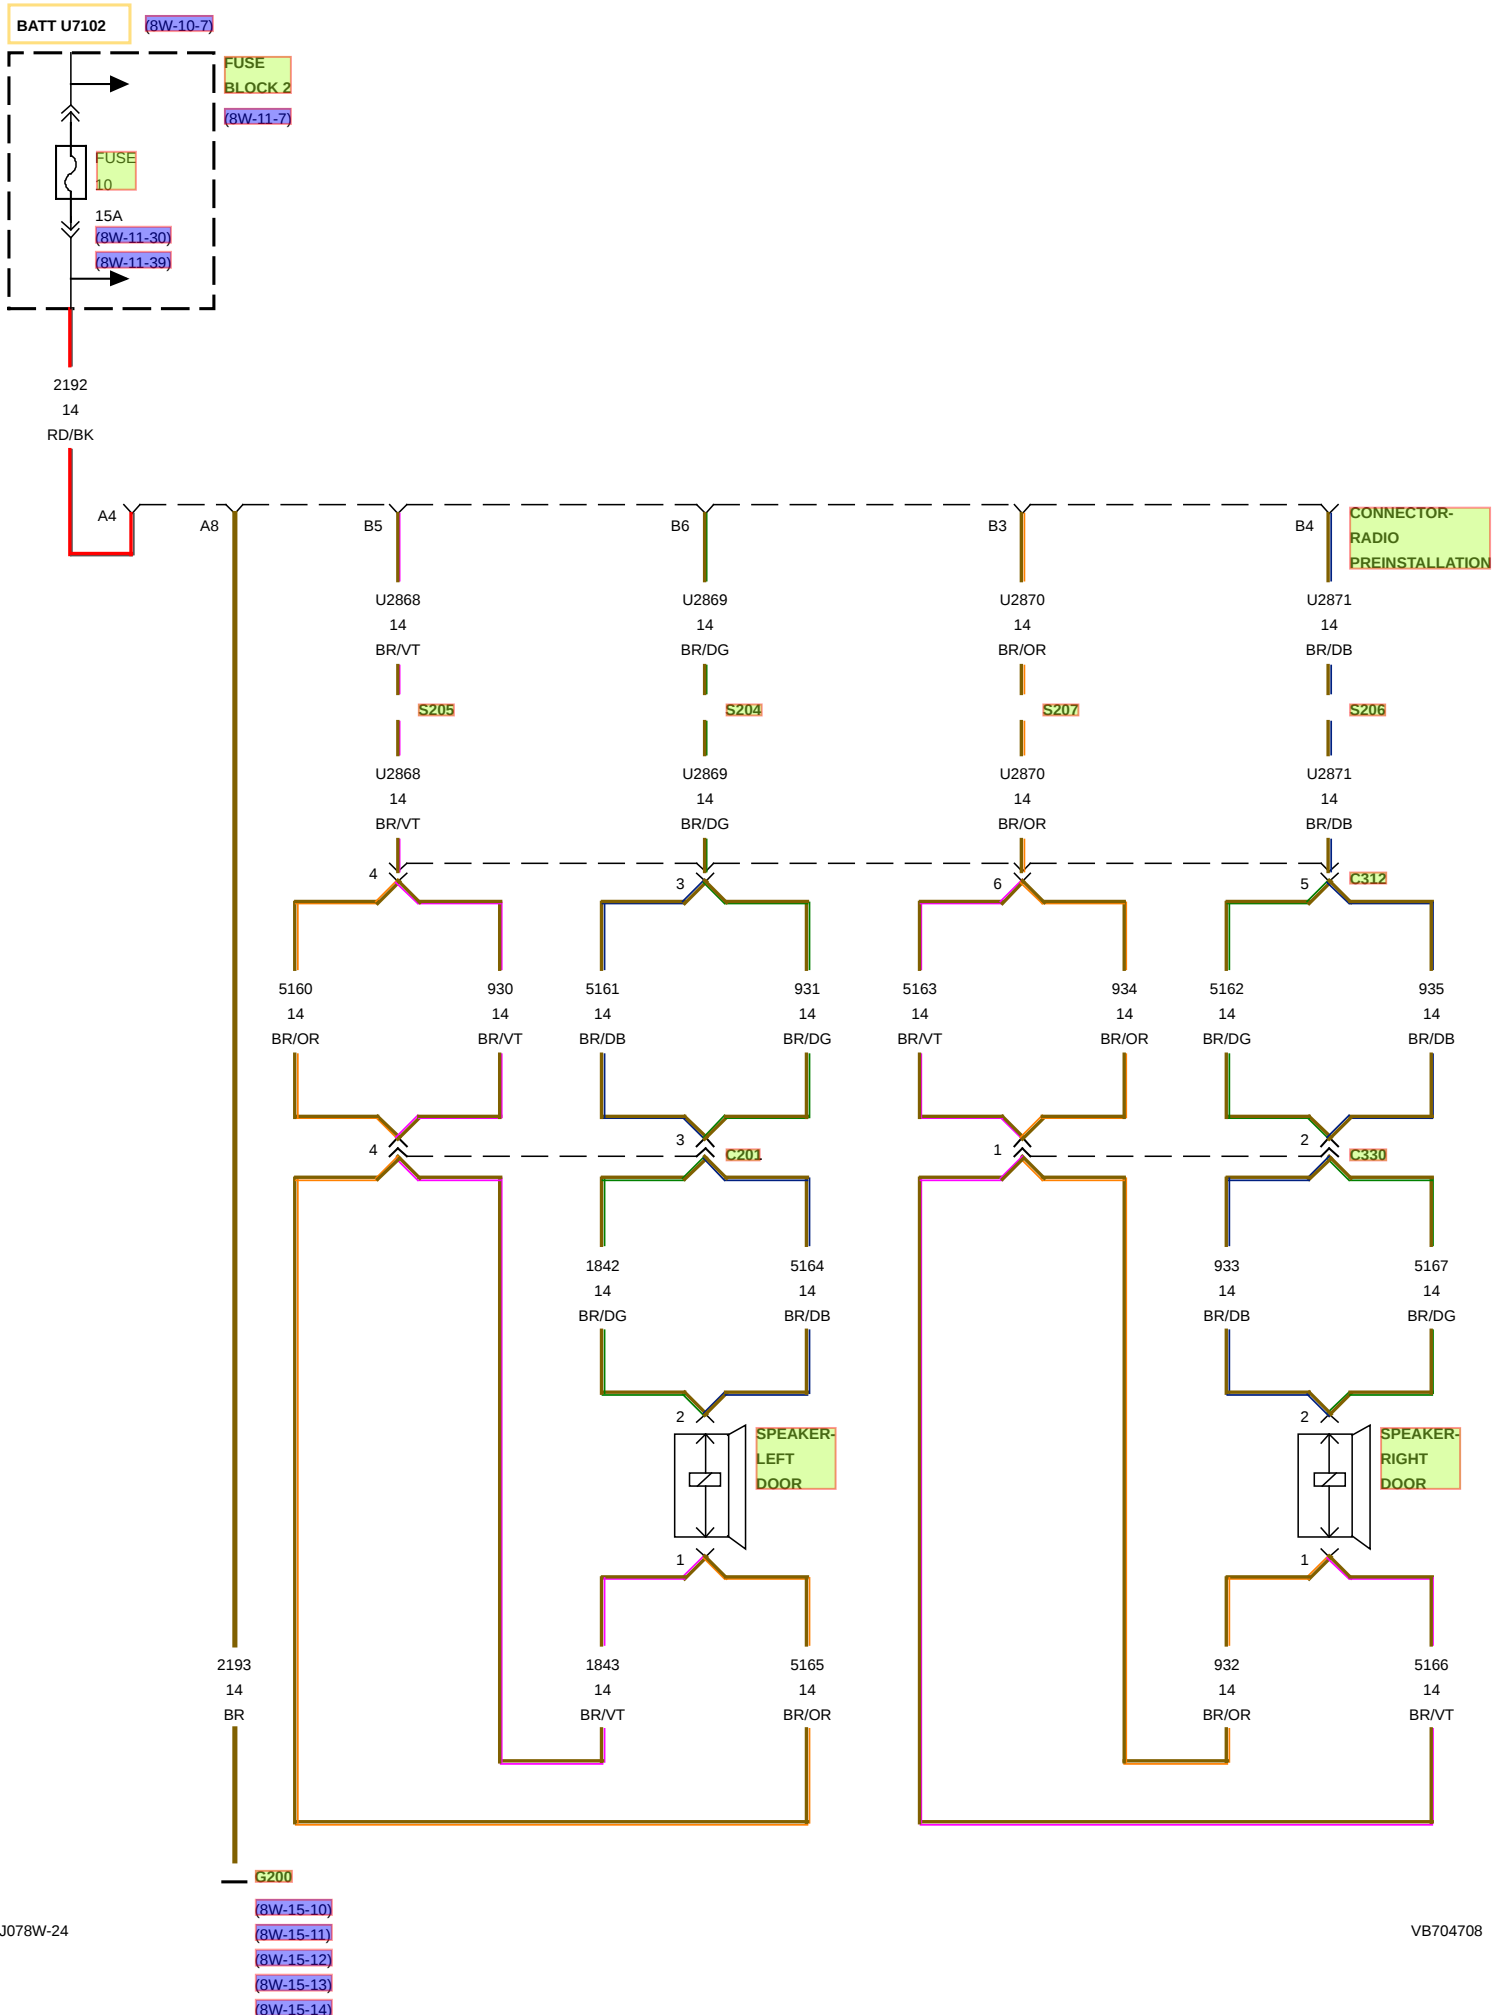 BATT U7102 (8W-10-7)
FUSE
BLOCK 2
(8W-11-7)
FUSE
10
15A
(8W-11-30)
(8W-11-39)
2192
14
RD/BK
A4 A8 B5 B6 B3 B4
CONNECTOR-
RADIO
PREINSTALLATION
U2868 U2869 U2870 U2871
14 14 14 14
BR/VT BR/DG BR/OR BR/DB
S205 S204 S207 S206
U2868 U2869 U2870 U2871
14 14 14 14
BR/VT BR/DG BR/OR BR/DB
4 3 6 5 C312
5160 930 5161 931 5163 934 5162 935
14 14 14 14 14 14 14 14
BR/OR BR/VT BR/DB BR/DG BR/VT BR/OR BR/DG BR/DB
4 3 C201 1 2 C330
1842 5164 933 5167
14 14 14 14
BR/DG BR/DB BR/DB BR/DG
2 2
SPEAKER-
LEFT
DOOR
SPEAKER-
RIGHT
DOOR
1 1
2193 1843 5165 932 5166
14 14 14 14 14
BR BR/VT BR/OR BR/OR BR/VT
G200
(8W-15-10)
(8W-15-11)
(8W-15-12)
(8W-15-13)
(8W-15-14)
J078W-24 VB704708